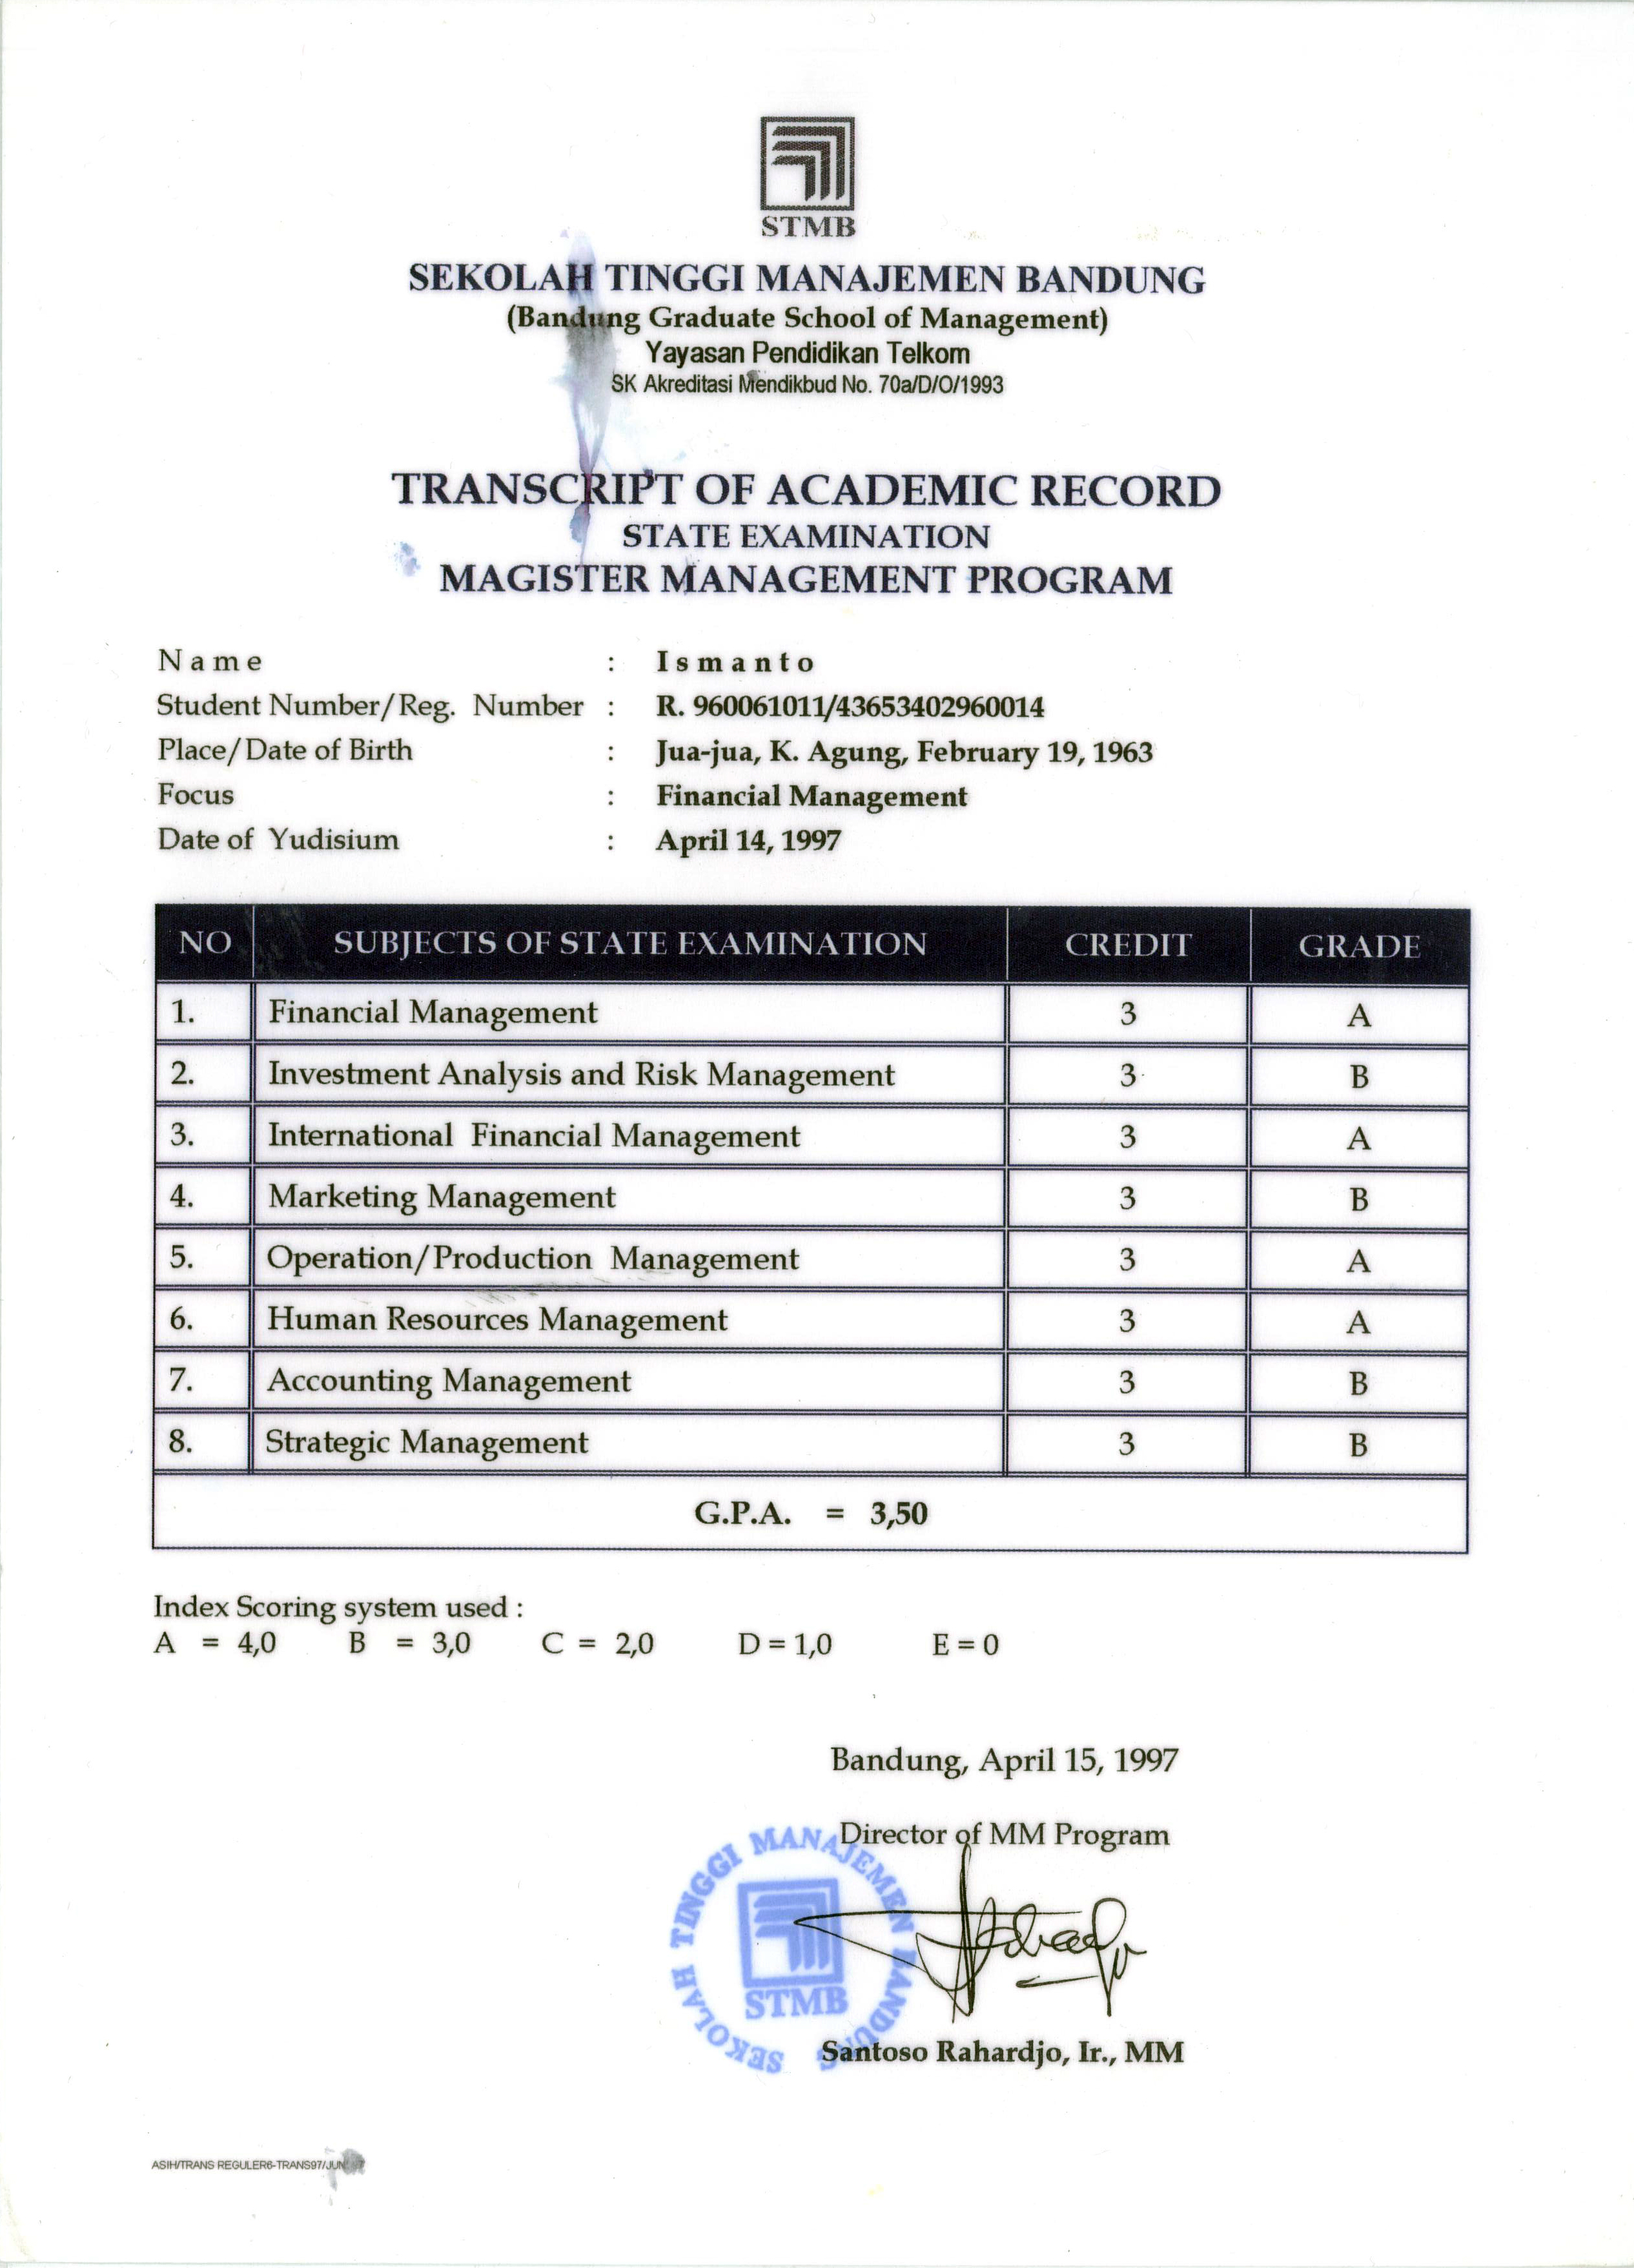 STMB
SEKOLAH TINGGI MANAJEMEN BANDUNG
(Bandung Graduate School of Management)
Yayasan Pendidikan Telkom
SK Akreditasi Mendikbud No. 70a/D/O/1993
TRANSCRIPT OF ACADEMIC RECORD
STATE EXAMINATION
MAGISTER MANAGEMENT PROGRAM
Name : Ismanto
Student Number/Reg. Number : R. 960061011/43653402960014
Place/Date of Birth : Jua-jua, K. Agung, February 19, 1963
Focus : Financial Management
Date of Yudisium : April 14, 1997
NO SUBJECTS OF STATE EXAMINATION CREDIT GRADE
1. Financial Management 3 A
2. Investment Analysis and Risk Management 3 B
3. International Financial Management 3 A
4. Marketing Management 3 B
5. Operation/Production Management 3 A
6. Human Resources Management 3 A
7. Accounting Management 3 B
8. Strategic Management 3 B
G.P.A. = 3,50
Index Scoring system used :
A = 4,0 B = 3,0 C = 2,0 D = 1,0 E = 0
Bandung, April 15, 1997
Director of MM Program
SEKOLAH TINGGI MANAJEMEN BANDUNG
STMB
Santoso Rahardjo, Ir., MM
ASIH/TRANS REGULER6-TRANS97/JUN